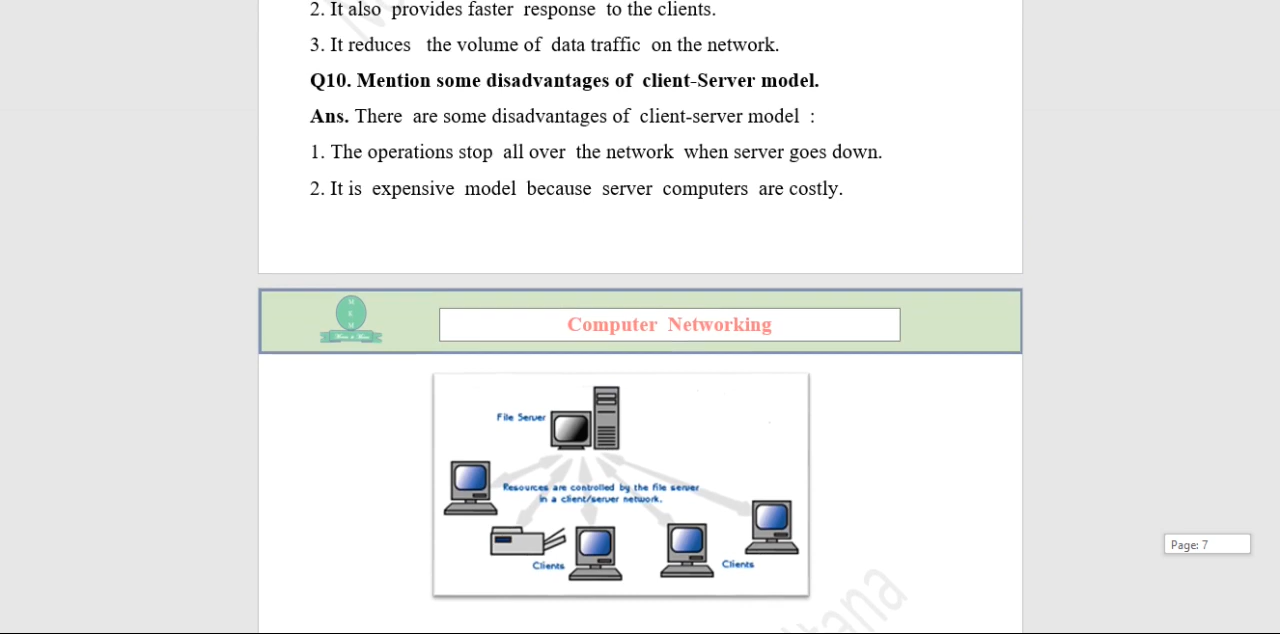 2. It also provides faster response to the clients.
3. It reduces the volume of data traffic on the network.
Q10. Mention some disadvantages of client-Server model.
Ans. There are some disadvantages of client-server model :
1. The operations stop all over the network when server goes down.
2. It is expensive model because server computers are costly.
M
Computer Networking
File Server
Resources are controlled by the file server
in a client/server network.
Clients
Clients
Page: 7